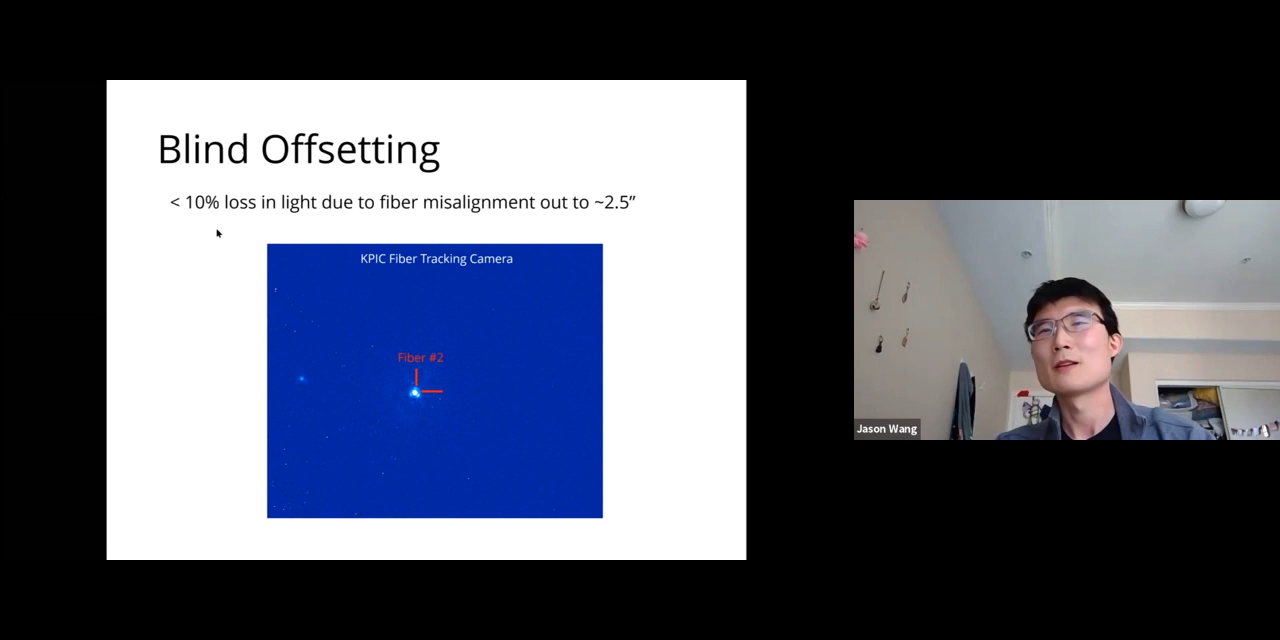 Blind Offsetting
< 10% loss in light due to fiber misalignment out to ~2.5”
KPIC Fiber Tracking Camera
Fiber #2
Jason Wang